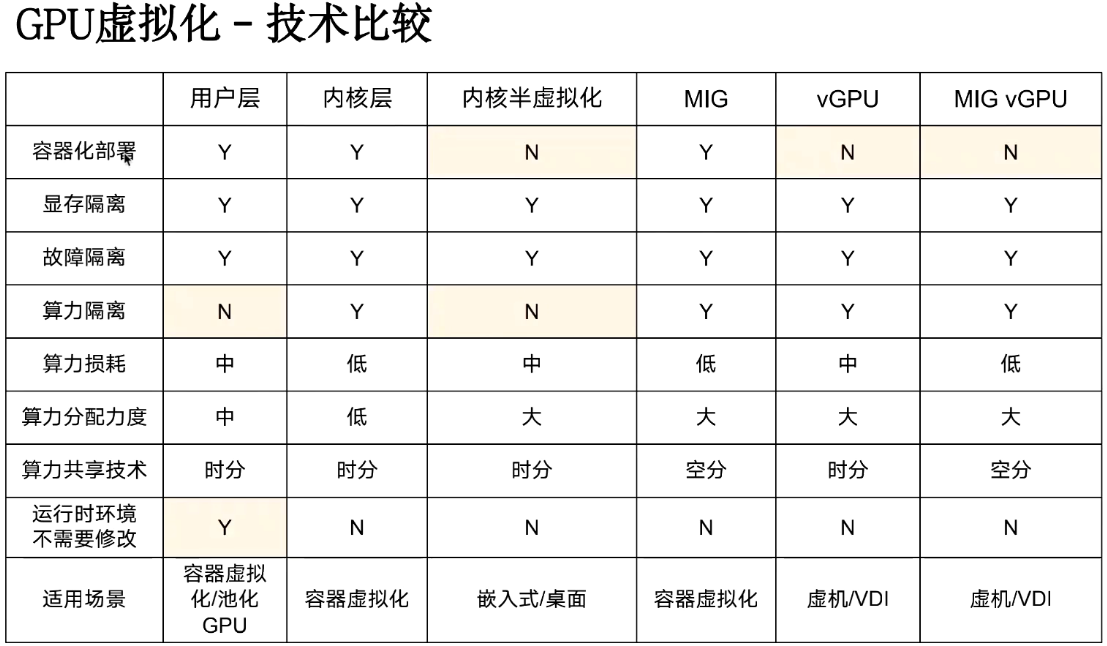 GPU虚拟化 - 技术比较
用户层 内核层 内核半虚拟化 MIG vGPU MIG vGPU
容器化部署 Y Y N Y N N
显存隔离 Y Y Y Y Y Y
故障隔离 Y Y Y Y Y Y
算力隔离 N Y N Y Y Y
算力损耗 中 低 中 低 中 低
算力分配力度 中 低 大 大 大 大
算力共享技术 时分 时分 时分 空分 时分 空分
运行时环境
不需要修改 Y N N N N N
适用场景
容器虚拟
化/池化
GPU
容器虚拟化 嵌入式/桌面 容器虚拟化 虚机/VDI 虚机/VDI